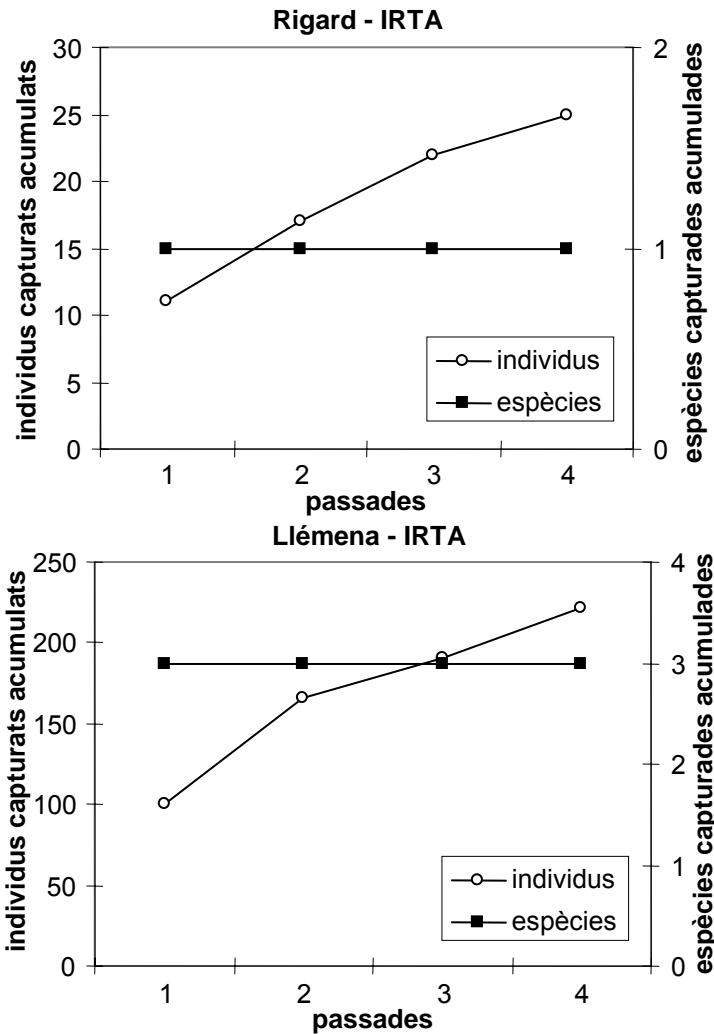 Rigard - IRTA
individus capturats acumulats
30
25
20
15
10
5
0
2
1
0
espècies capturades acumulades
individus
espècies
1 2 3 4
passades
Llémena - IRTA
individus capturats acumulats
250
200
150
100
50
0
4
3
2
1
0
espècies capturades acumulades
individus
espècies
1 2 3 4
passades